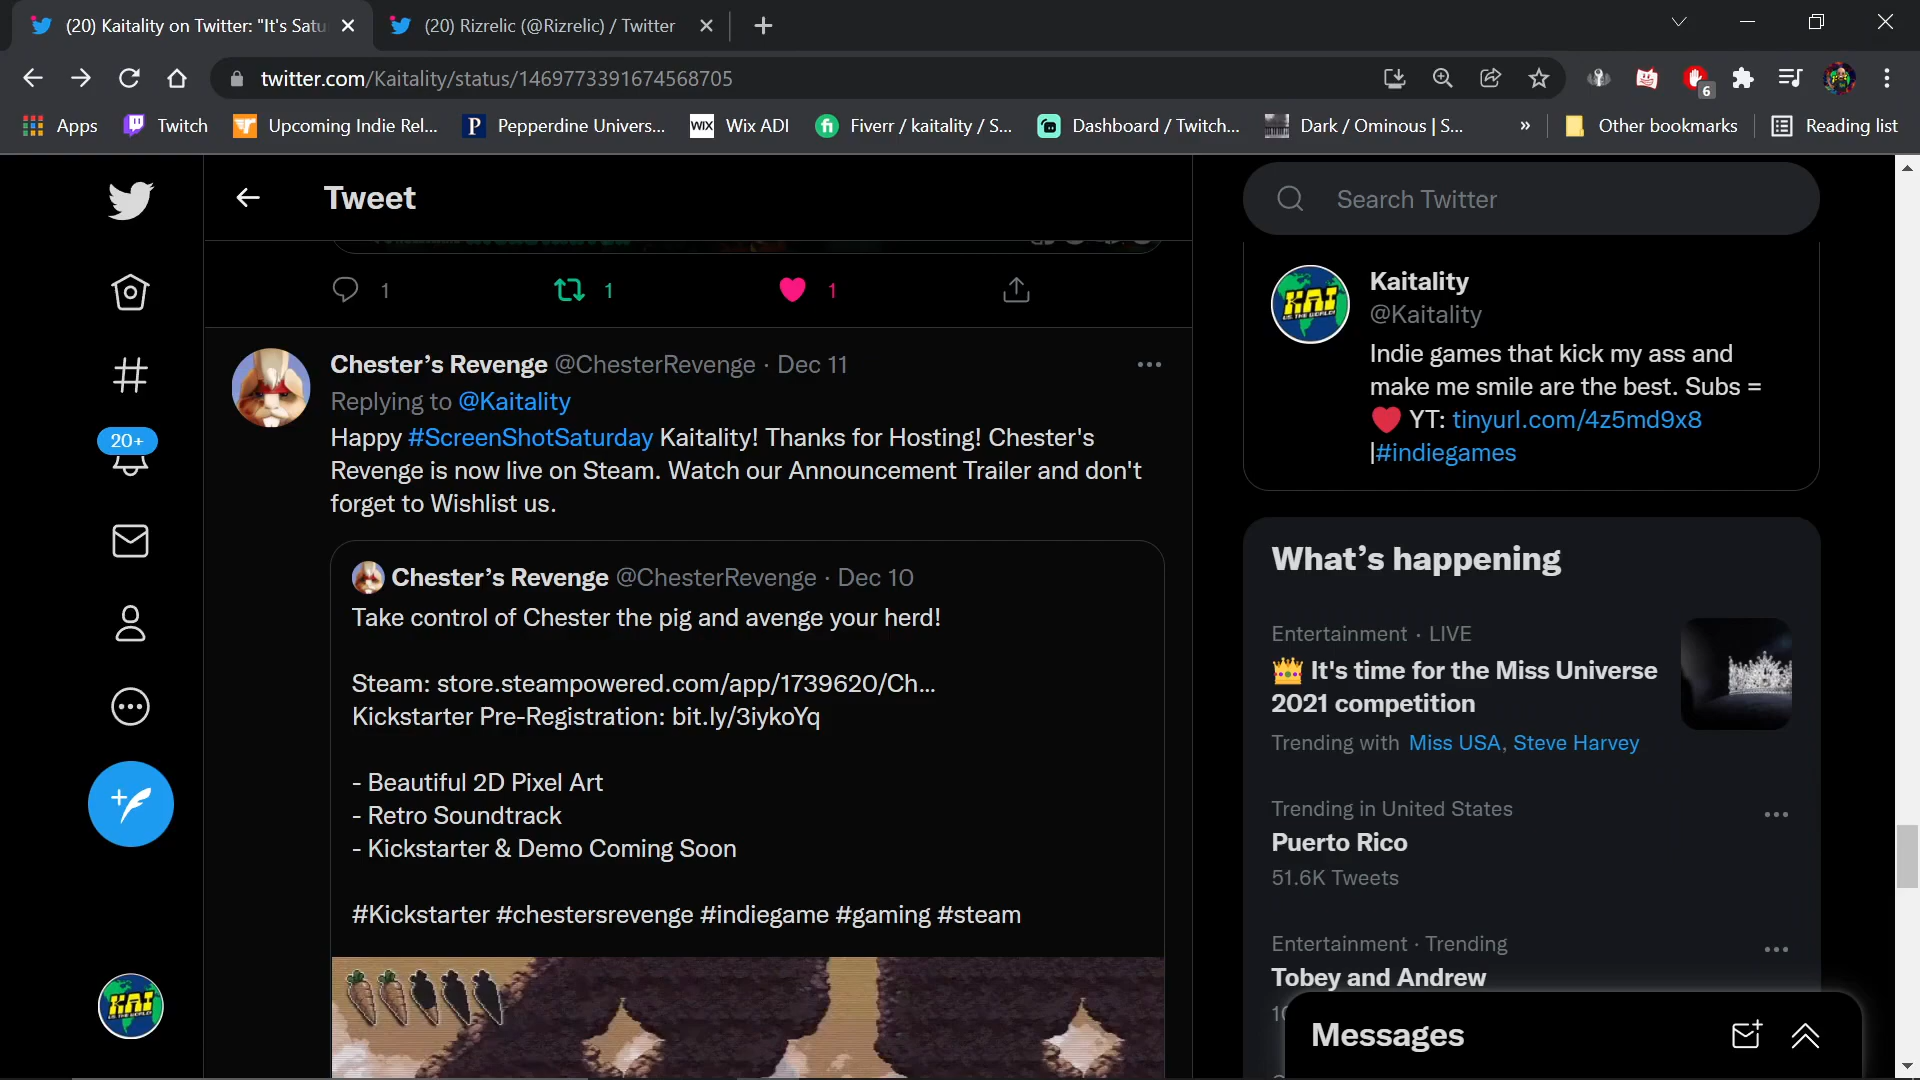 (20) Kaitality on Twitter: "It's Satu
(20) Rizrelic (@Rizrelic) / Twitter
twitter.com/Kaitality/status/1469773391674568705
6
Apps
Twitch
Upcoming Indie Rel...
P
Pepperdine Univers...
WIX
Wix ADI
fi
Fiverr / kaitality / S...
Dashboard / Twitch...
Dark / Ominous | S...
»
Other bookmarks
Reading list
Tweet
Search Twitter
1
1
1
20+
Chester's Revenge @ChesterRevenge · Dec 11
Replying to @Kaitality
Happy #ScreenShotSaturday Kaitality! Thanks for Hosting! Chester's
Revenge is now live on Steam. Watch our Announcement Trailer and don't
forget to Wishlist us.
Chester's Revenge @ChesterRevenge · Dec 10
Take control of Chester the pig and avenge your herd!
Steam: store.steampowered.com/app/1739620/Ch...
Kickstarter Pre-Registration: bit.ly/3iykoYq
- Beautiful 2D Pixel Art
- Retro Soundtrack
- Kickstarter & Demo Coming Soon
#Kickstarter #chestersrevenge #indiegame #gaming #steam
KAI
KAI
Kaitality
@Kaitality
Indie games that kick my ass and
make me smile are the best. Subs =
❤️ YT: tinyurl.com/4z5md9x8
|#indiegames
What's happening
Entertainment · LIVE
👑 It's time for the Miss Universe
2021 competition
Trending with Miss USA, Steve Harvey
Trending in United States
Puerto Rico
51.6K Tweets
Entertainment · Trending
Tobey and Andrew
Messages